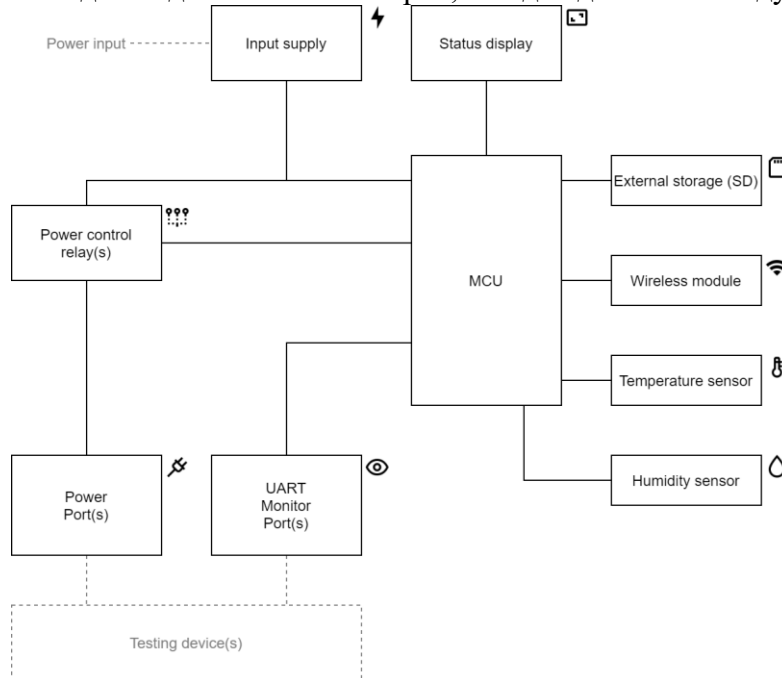 Power input
Input supply
Status display
External storage (SD)
Power control
relay(s)
MCU
Wireless module
Temperature sensor
Humidity sensor
Power
Port(s)
UART
Monitor
Port(s)
Testing device(s)